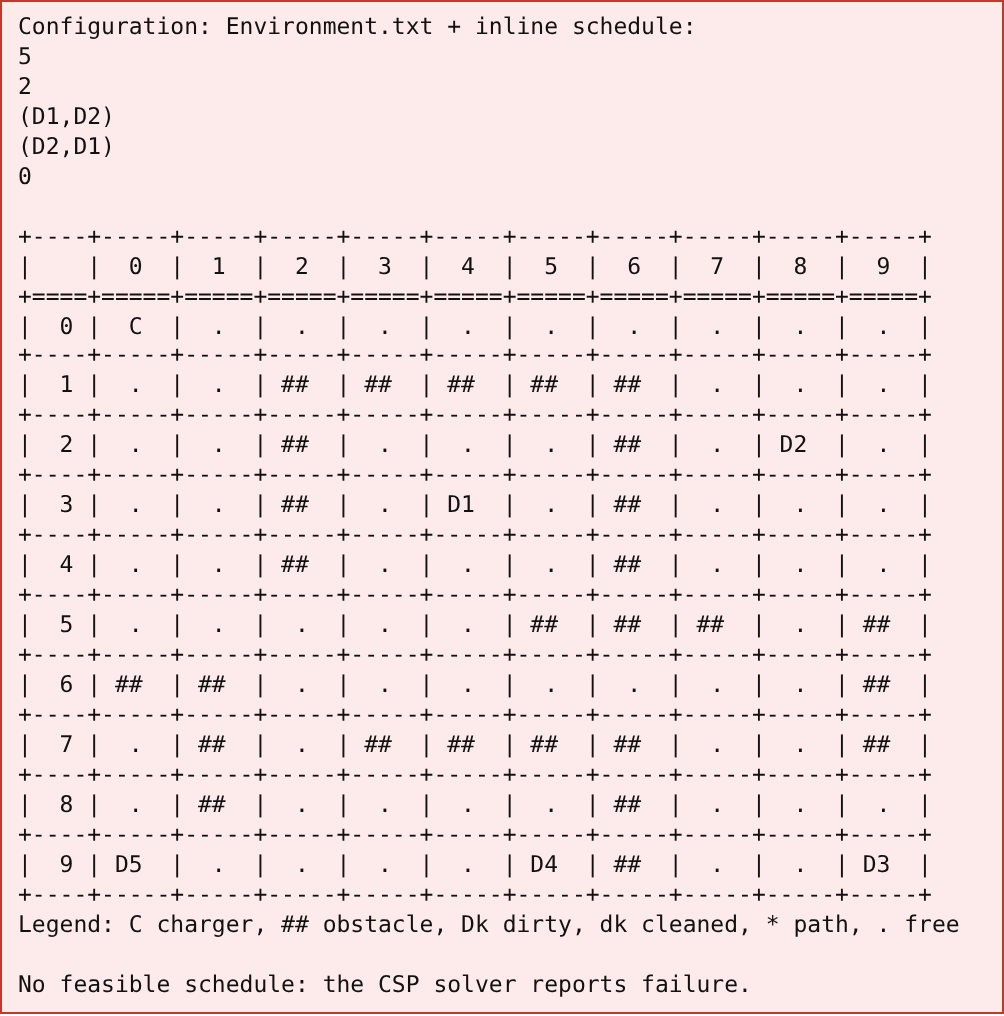 Configuration: Environment.txt + inline schedule:
5
2
(D1,D2)
(D2,D1)
0

+----+-----+-----+-----+-----+-----+-----+-----+-----+-----+-----+
|    |  0  |  1  |  2  |  3  |  4  |  5  |  6  |  7  |  8  |  9  |
+====+=====+=====+=====+=====+=====+=====+=====+=====+=====+=====+
|  0 |  C  |  .  |  .  |  .  |  .  |  .  |  .  |  .  |  .  |  .  |
+----+-----+-----+-----+-----+-----+-----+-----+-----+-----+-----+
|  1 |  .  |  .  | ##  | ##  | ##  | ##  | ##  |  .  |  .  |  .  |
+----+-----+-----+-----+-----+-----+-----+-----+-----+-----+-----+
|  2 |  .  |  .  | ##  |  .  |  .  |  .  | ##  |  .  | D2  |  .  |
+----+-----+-----+-----+-----+-----+-----+-----+-----+-----+-----+
|  3 |  .  |  .  | ##  |  .  | D1  |  .  | ##  |  .  |  .  |  .  |
+----+-----+-----+-----+-----+-----+-----+-----+-----+-----+-----+
|  4 |  .  |  .  | ##  |  .  |  .  |  .  | ##  |  .  |  .  |  .  |
+----+-----+-----+-----+-----+-----+-----+-----+-----+-----+-----+
|  5 |  .  |  .  |  .  |  .  |  .  | ##  | ##  | ##  |  .  | ##  |
+----+-----+-----+-----+-----+-----+-----+-----+-----+-----+-----+
|  6 | ##  | ##  |  .  |  .  |  .  |  .  |  .  |  .  |  .  | ##  |
+----+-----+-----+-----+-----+-----+-----+-----+-----+-----+-----+
|  7 |  .  | ##  |  .  | ##  | ##  | ##  | ##  |  .  |  .  | ##  |
+----+-----+-----+-----+-----+-----+-----+-----+-----+-----+-----+
|  8 |  .  | ##  |  .  |  .  |  .  |  .  | ##  |  .  |  .  |  .  |
+----+-----+-----+-----+-----+-----+-----+-----+-----+-----+-----+
|  9 | D5  |  .  |  .  |  .  |  .  | D4  | ##  |  .  |  .  | D3  |
+----+-----+-----+-----+-----+-----+-----+-----+-----+-----+-----+
Legend: C charger, ## obstacle, Dk dirty, dk cleaned, * path, . free

No feasible schedule: the CSP solver reports failure.